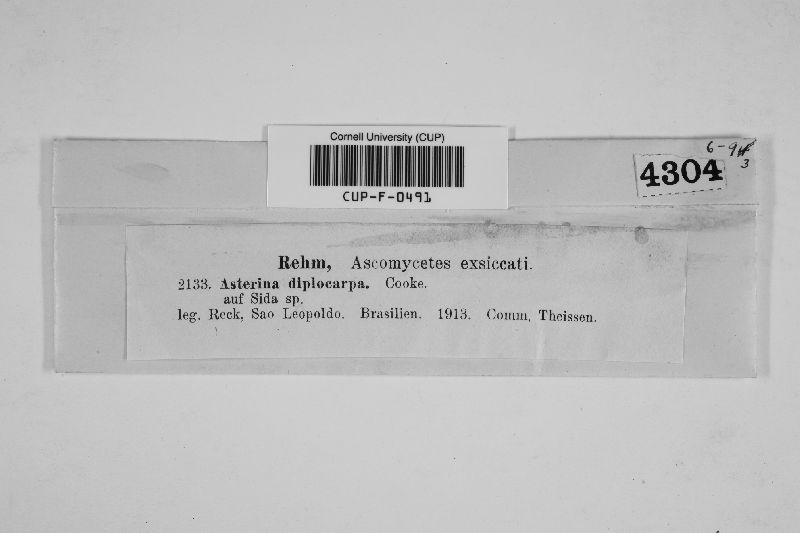 Cornell University (CUP)
CUP-F-0491
6-94
3
4304
Rehm, Ascomycetes exsiccati.
2133. Asterina diplocarpa. Cooke.
auf Sida sp.
leg. Reck, Sao Leopoldo. Brasilien. 1913. Comm. Theissen.